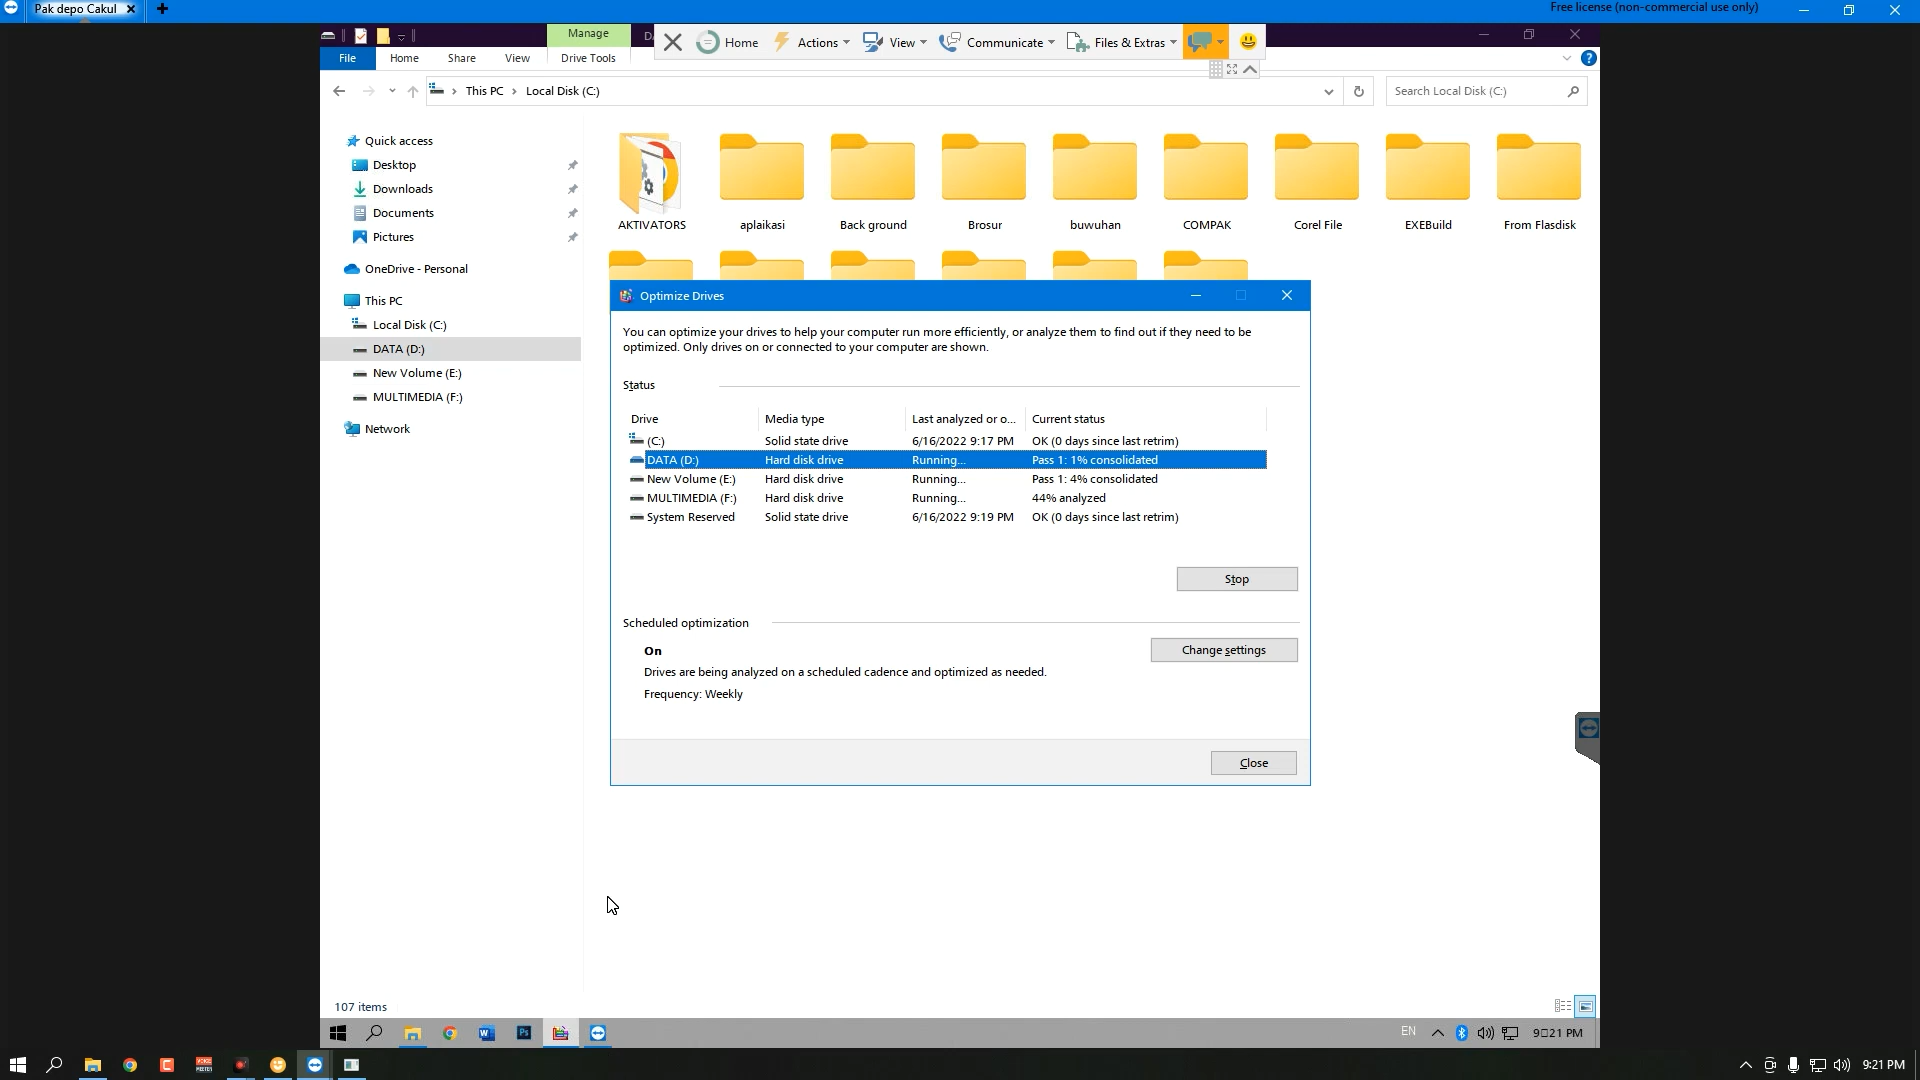 Pak depo Cakul
Free license (non-commercial use only)
Manage
Home
Actions
View
Communicate
Files & Extras
File
Home
Share
View
Drive Tools
This PC
Local Disk (C:)
Search Local Disk (C:)
Quick access
Desktop
Downloads
Documents
Pictures
OneDrive - Personal
This PC
Local Disk (C:)
DATA (D:)
New Volume (E:)
MULTIMEDIA (F:)
Network
AKTIVATORS
aplaikasi
Back ground
Brosur
buwuhan
COMPAK
Corel File
EXEBuild
From Flasdisk
Optimize Drives
You can optimize your drives to help your computer run more efficiently, or analyze them to find out if they need to be
optimized. Only drives on or connected to your computer are shown.
Status
Drive Media type Last analyzed or o... Current status
(C:) Solid state drive 6/16/2022 9:17 PM OK (0 days since last retrim)
DATA (D:) Hard disk drive Running... Pass 1: 1% consolidated
New Volume (E:) Hard disk drive Running... Pass 1: 4% consolidated
MULTIMEDIA (F:) Hard disk drive Running... 44% analyzed
System Reserved Solid state drive 6/16/2022 9:19 PM OK (0 days since last retrim)
Stop
Scheduled optimization
On
Change settings
Drives are being analyzed on a scheduled cadence and optimized as needed.
Frequency: Weekly
Close
107 items
EN
9□21 PM
9:21 PM